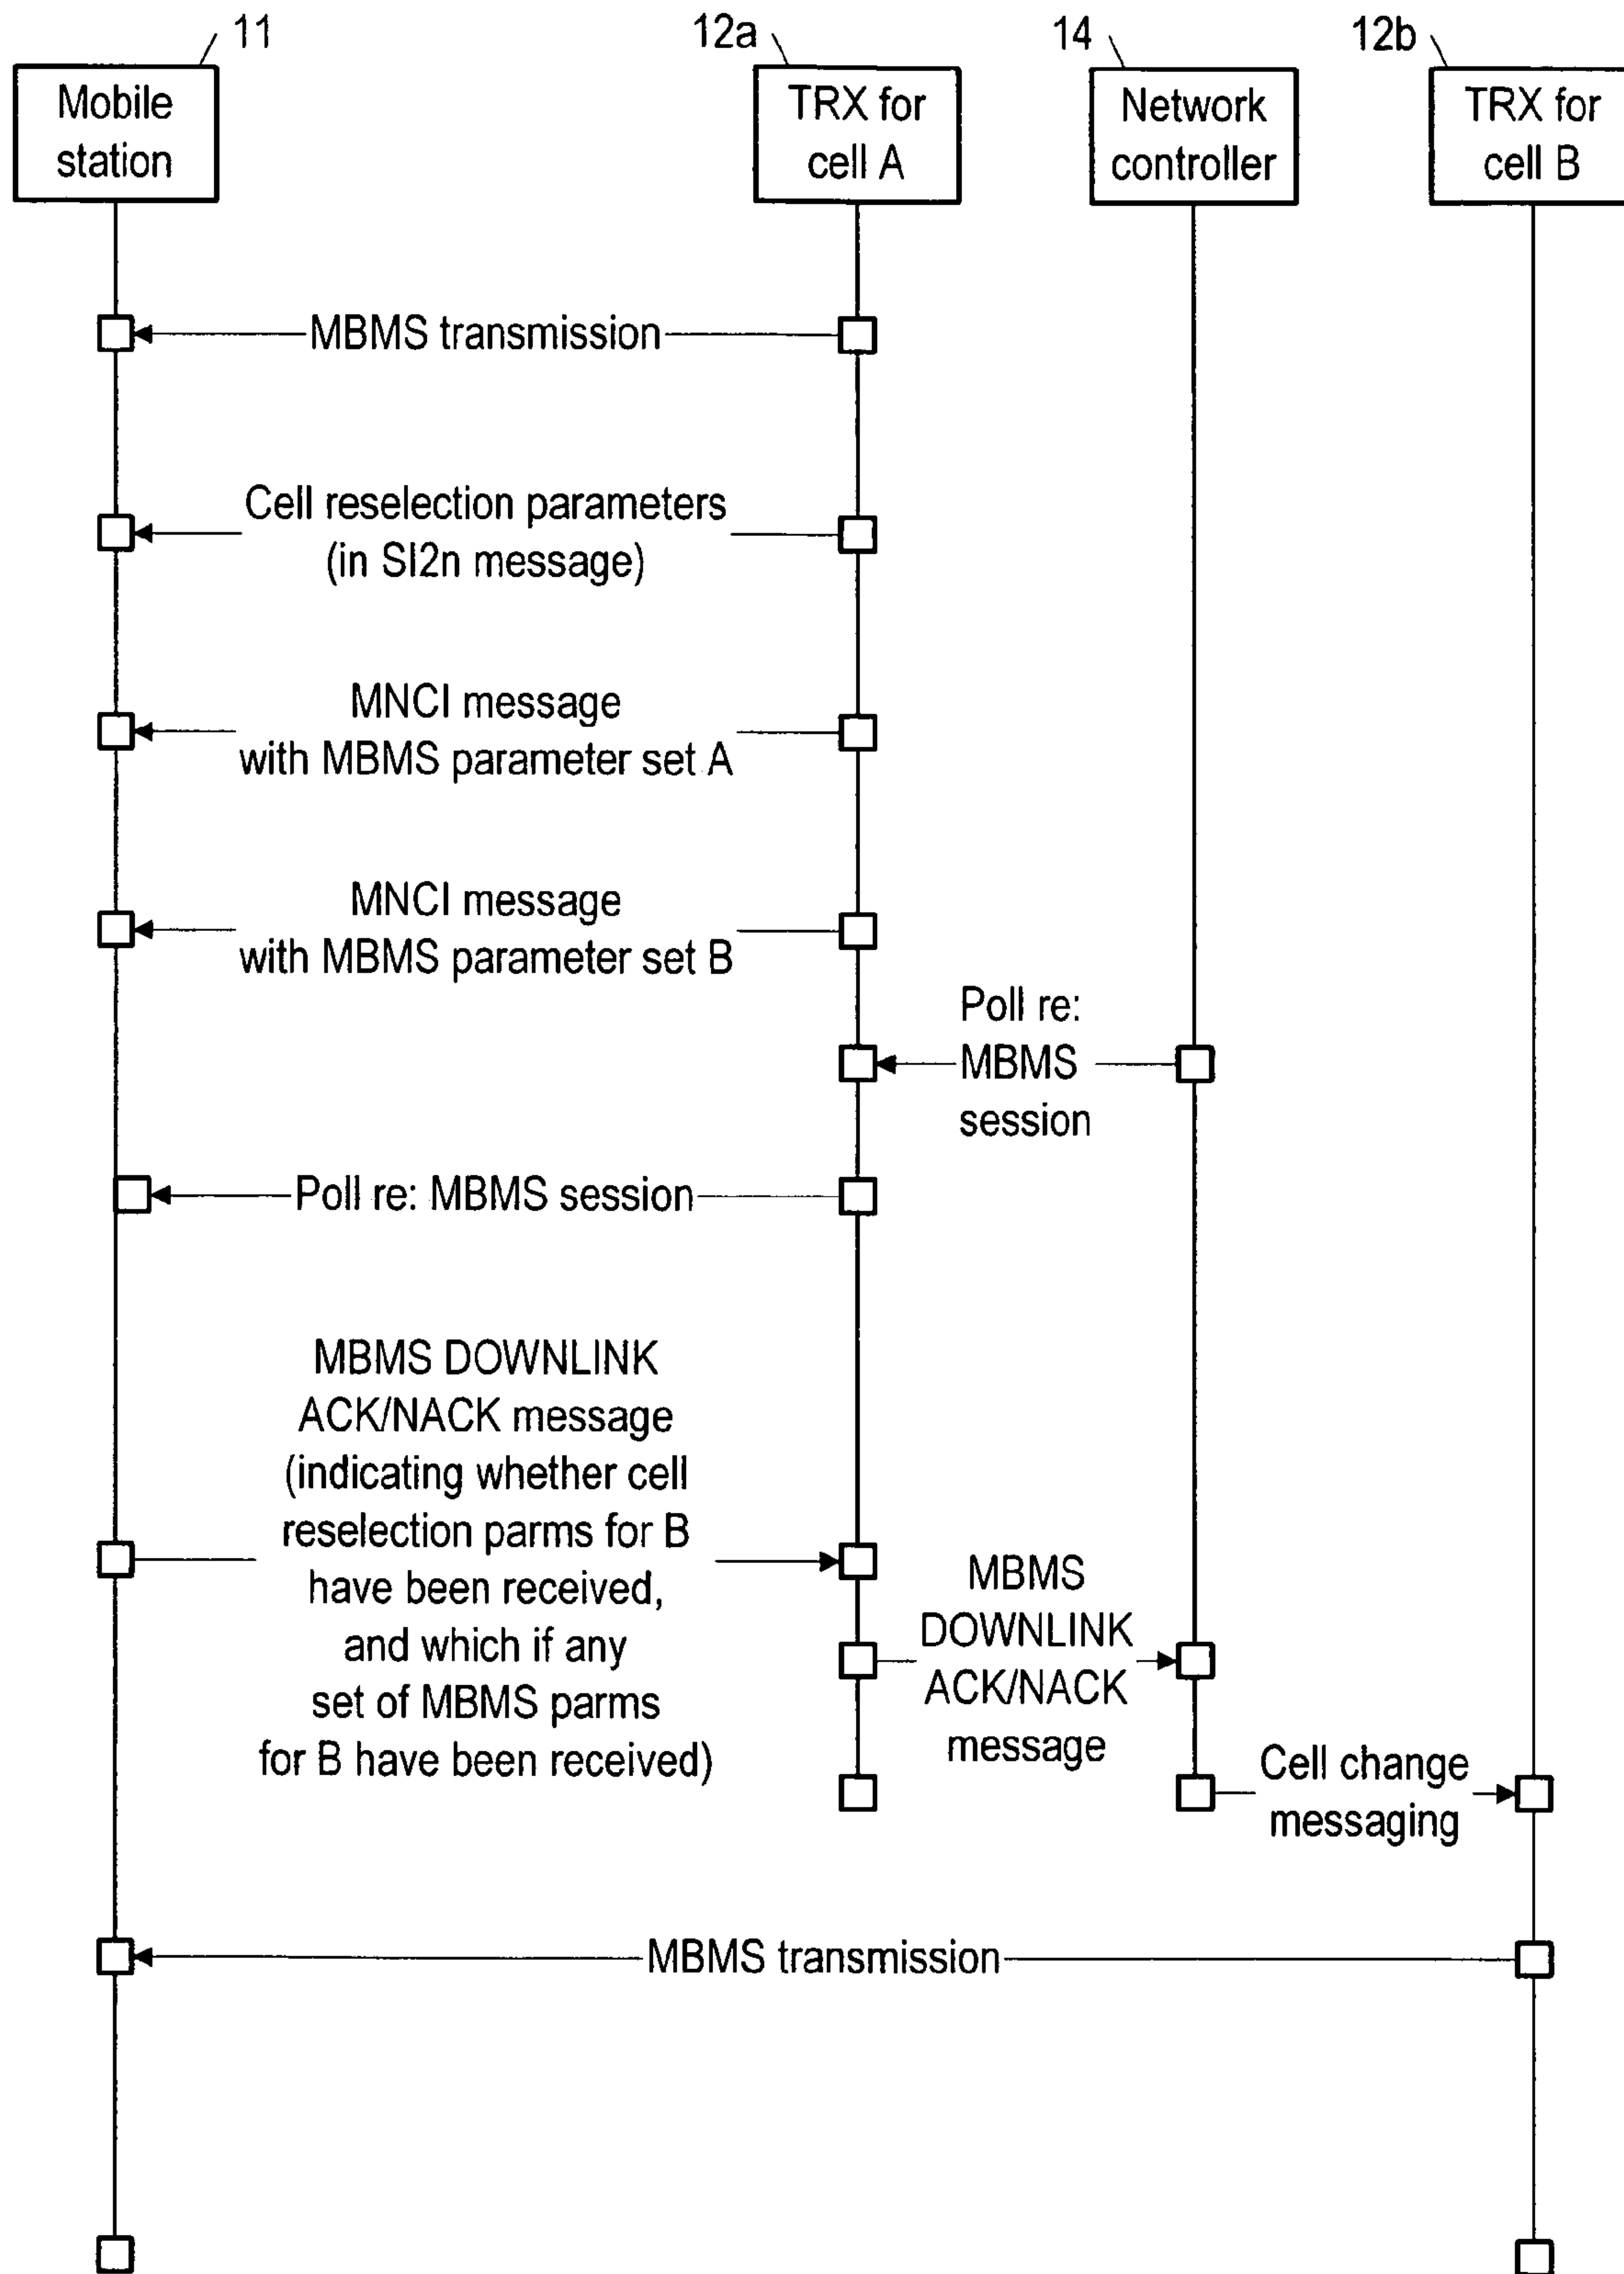 11
12a
14
12b
Mobile
station
TRX for
cell A
Network
controller
TRX for
cell B
MBMS transmission
Cell reselection parameters
(in SI2n message)
MNCI message
with MBMS parameter set A
MNCI message
with MBMS parameter set B
Poll re:
MBMS
session
Poll re: MBMS session
MBMS DOWNLINK
ACK/NACK message
(indicating whether cell
reselection parms for B
have been received,
and which if any
set of MBMS parms
for B have been received)
MBMS
DOWNLINK
ACK/NACK
message
Cell change
messaging
MBMS transmission